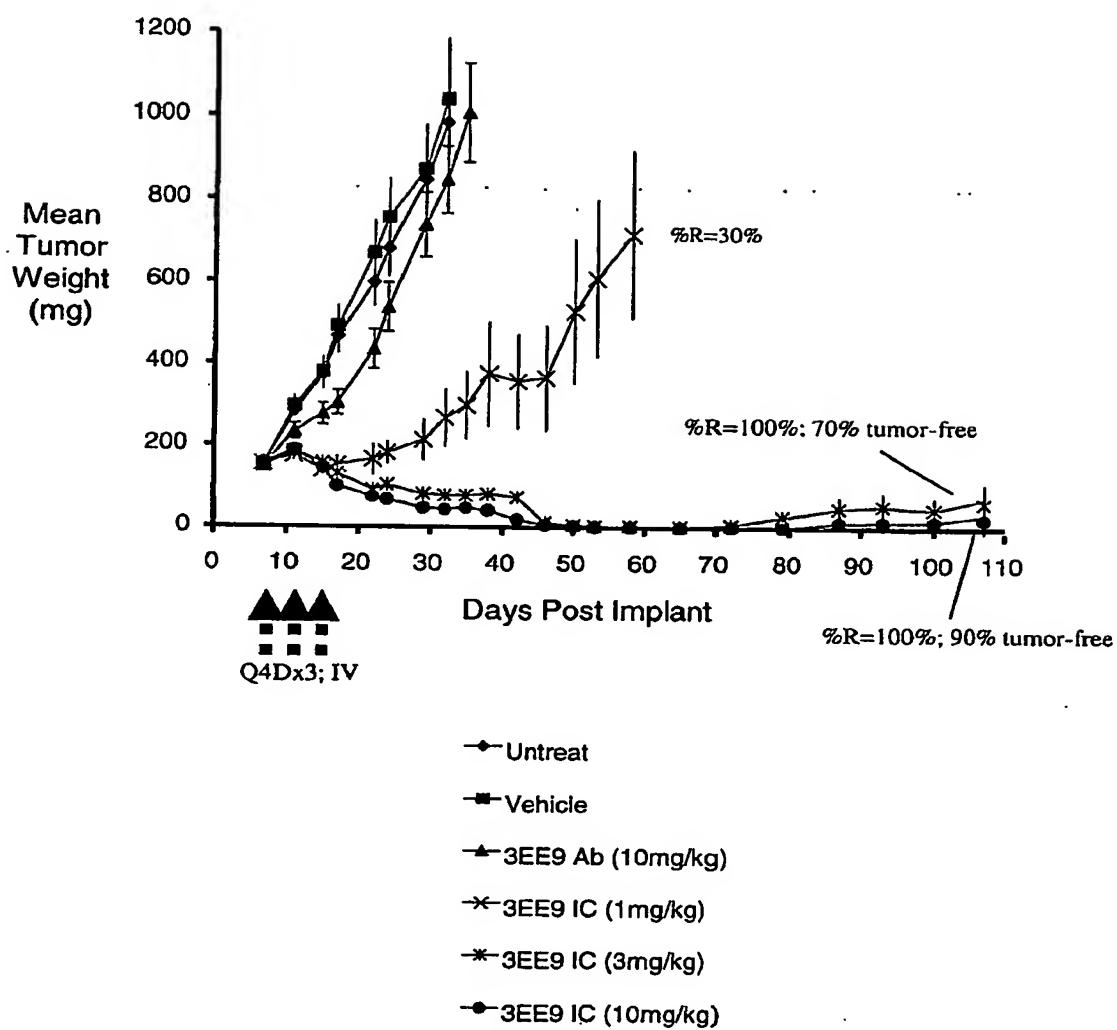 1200
1000
800
600
400
200
0
Mean
Tumor
Weight
(mg)
%R=30%
%R=100%; 70% tumor-free
0 10 20 30 40 50 60 70 80 90 100 110
Days Post Implant
%R=100%; 90% tumor-free
Q4Dx3; IV
Untreat
Vehicle
3EE9 Ab (10mg/kg)
3EE9 IC (1mg/kg)
3EE9 IC (3mg/kg)
3EE9 IC (10mg/kg)